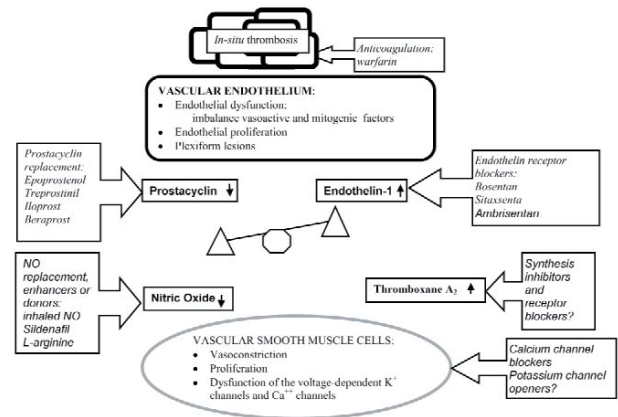 In-situ thrombosis
Anticoagulation:
warfarin
VASCULAR ENDOTHELIUM:
• Endothelial dysfunction:
imbalance vasoactive and mitogenic factors
• Endothelial proliferation
• Plexiform lesions
Prostacyclin
replacement:
Epoprostenol
Treprostinil
Iloprost
Beraprost
Prostacyclin
Endothelin-1
Endothelin receptor
blockers:
Bosentan
Sitaxsenta
Ambrisentan
NO
replacement,
enhancers or
donors:
inhaled NO
Sildenafil
L-arginine
Nitric Oxide
Thromboxane A₂
Synthesis
inhibitors
and
receptor
blockers?
VASCULAR SMOOTH MUSCLE CELLS:
• Vasoconstriction
• Proliferation
• Dysfunction of the voltage-dependent K⁺
channels and Ca⁺⁺ channels
Calcium channel
blockers
Potassium channel
openers?